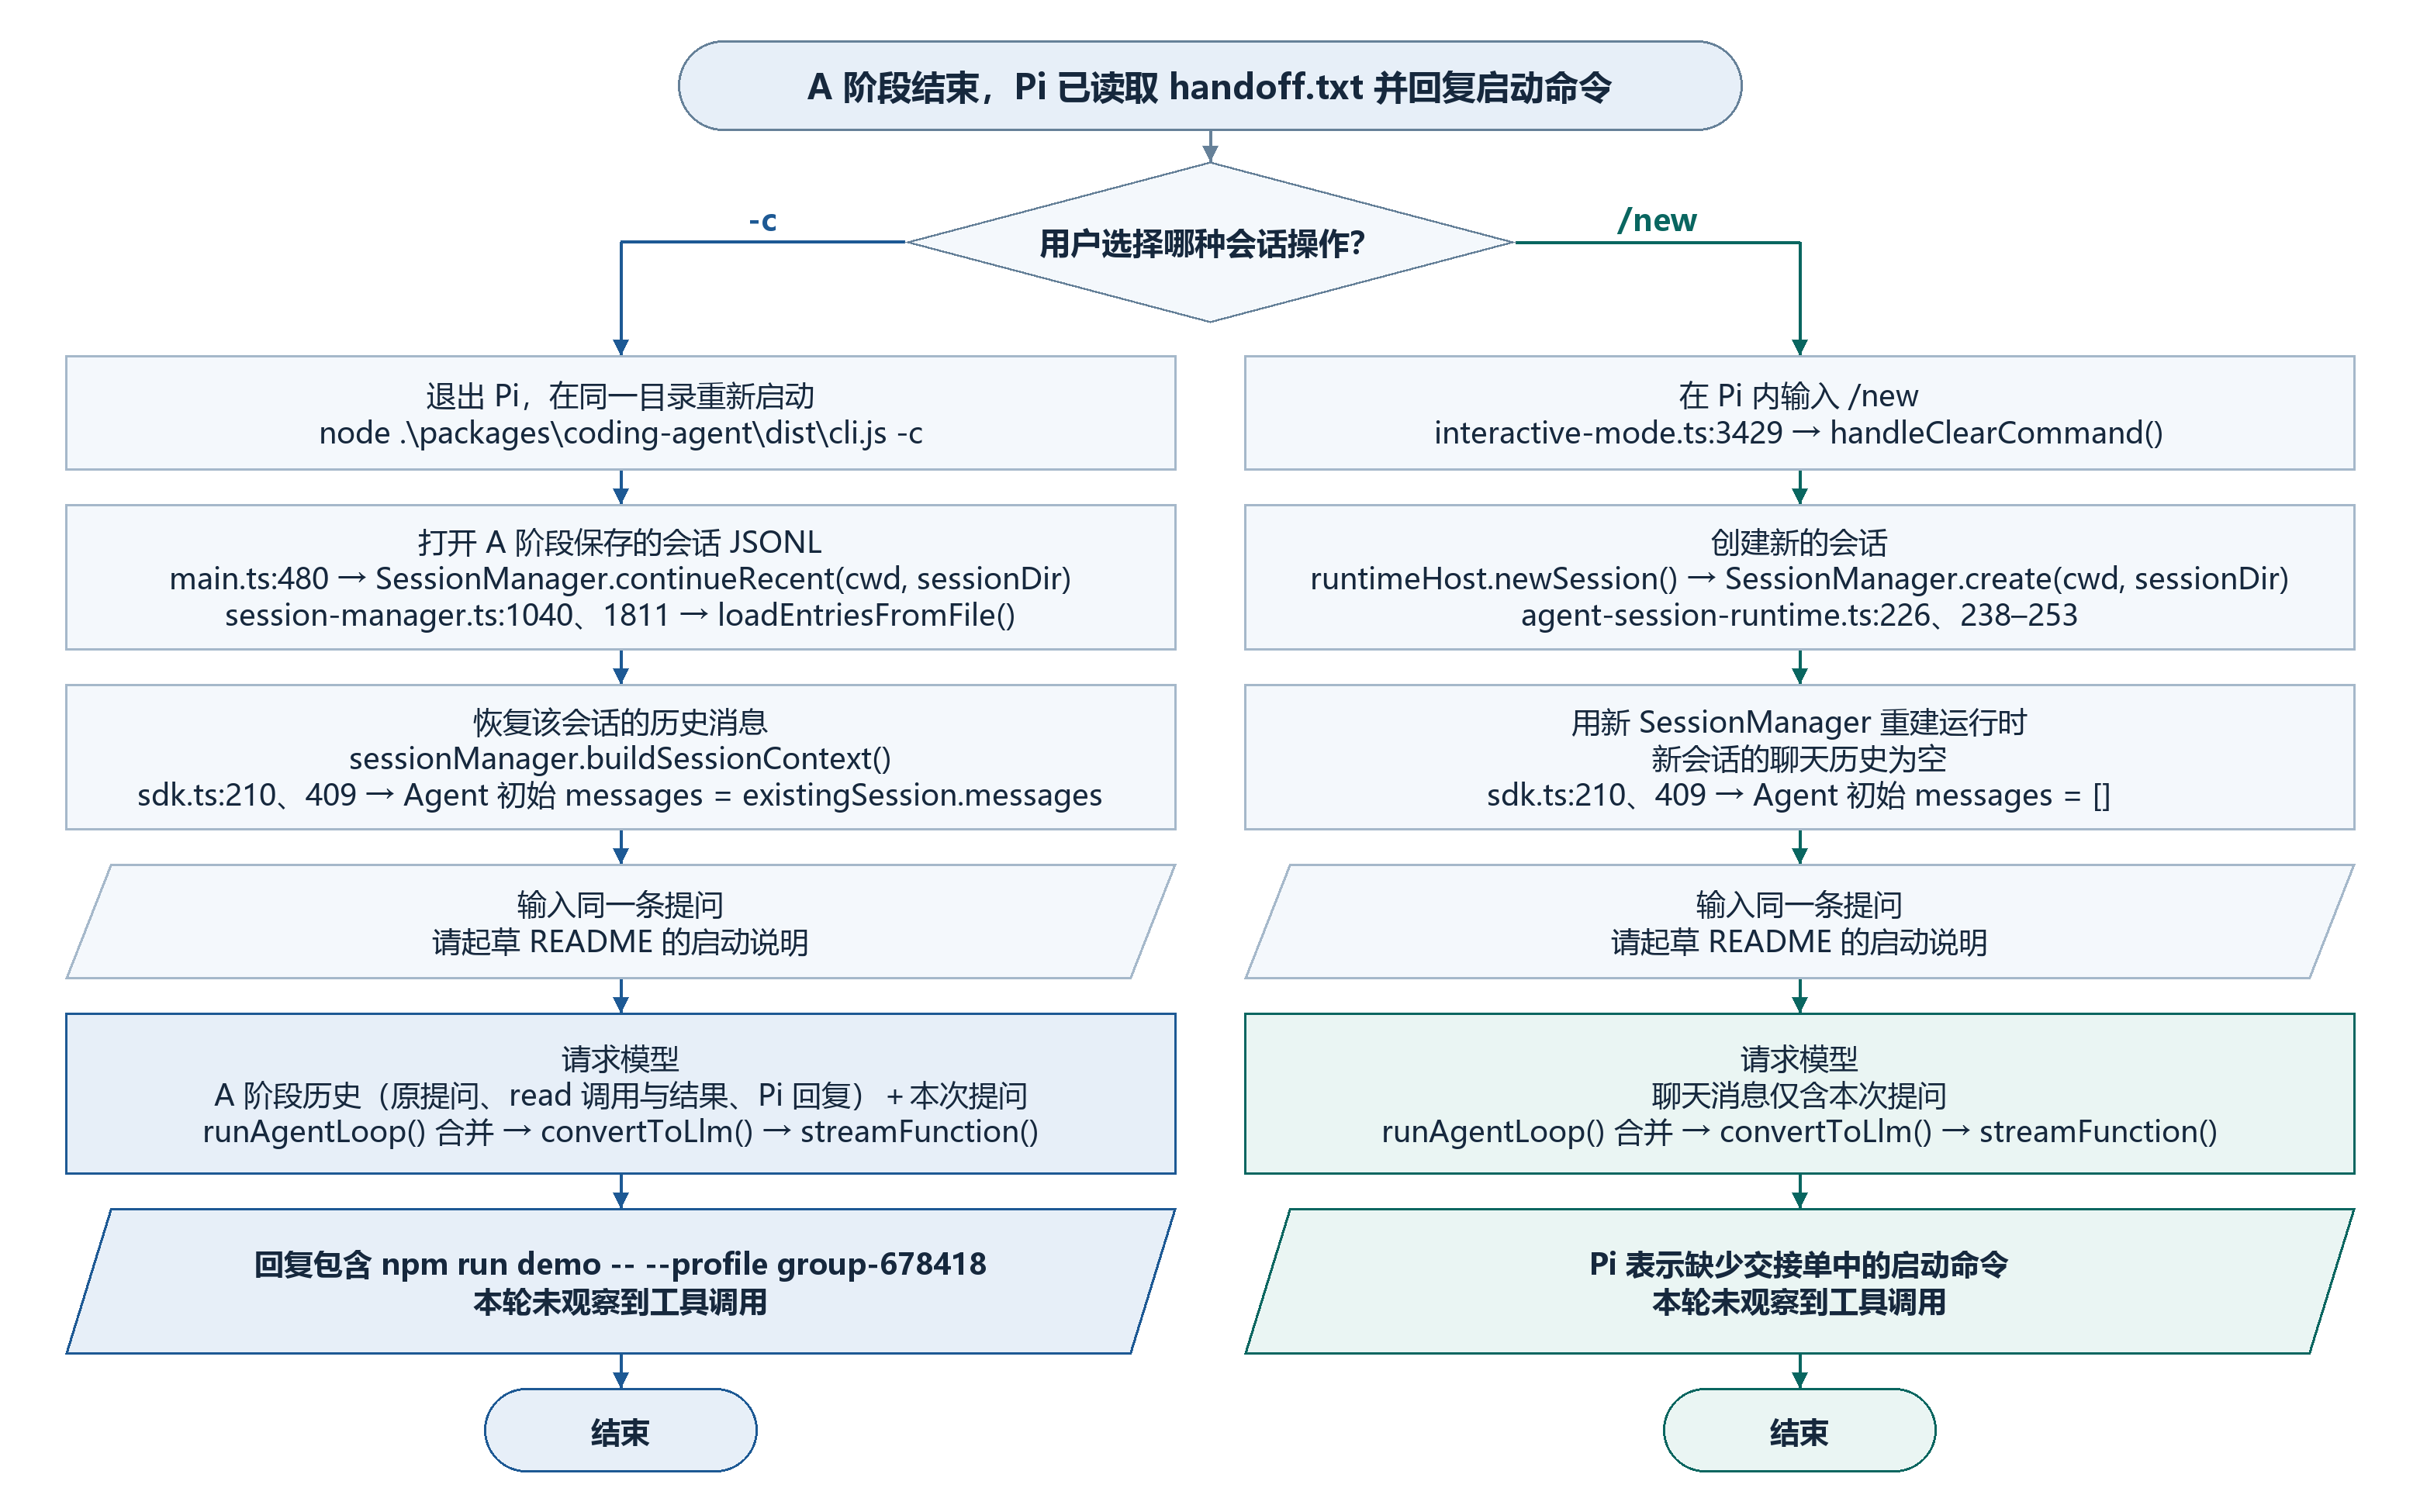 A 阶段结束，Pi 已读取 handoff.txt 并回复启动命令
用户选择哪种会话操作？
-c
/new
退出 Pi，在同一目录重新启动
node .\packages\coding-agent\dist\cli.js -c
打开 A 阶段保存的会话 JSONL
main.ts:480 → SessionManager.continueRecent(cwd, sessionDir)
session-manager.ts:1040、1811 → loadEntriesFromFile()
恢复该会话的历史消息
sessionManager.buildSessionContext()
sdk.ts:210、409 → Agent 初始 messages = existingSession.messages
输入同一条提问
请起草 README 的启动说明
请求模型
A 阶段历史（原提问、read 调用与结果、Pi 回复）＋本次提问
runAgentLoop() 合并 → convertToLlm() → streamFunction()
回复包含 npm run demo -- --profile group-678418
本轮未观察到工具调用
结束
在 Pi 内输入 /new
interactive-mode.ts:3429 → handleClearCommand()
创建新的会话
runtimeHost.newSession() → SessionManager.create(cwd, sessionDir)
agent-session-runtime.ts:226、238–253
用新 SessionManager 重建运行时
新会话的聊天历史为空
sdk.ts:210、409 → Agent 初始 messages = []
输入同一条提问
请起草 README 的启动说明
请求模型
聊天消息仅含本次提问
runAgentLoop() 合并 → convertToLlm() → streamFunction()
Pi 表示缺少交接单中的启动命令
本轮未观察到工具调用
结束